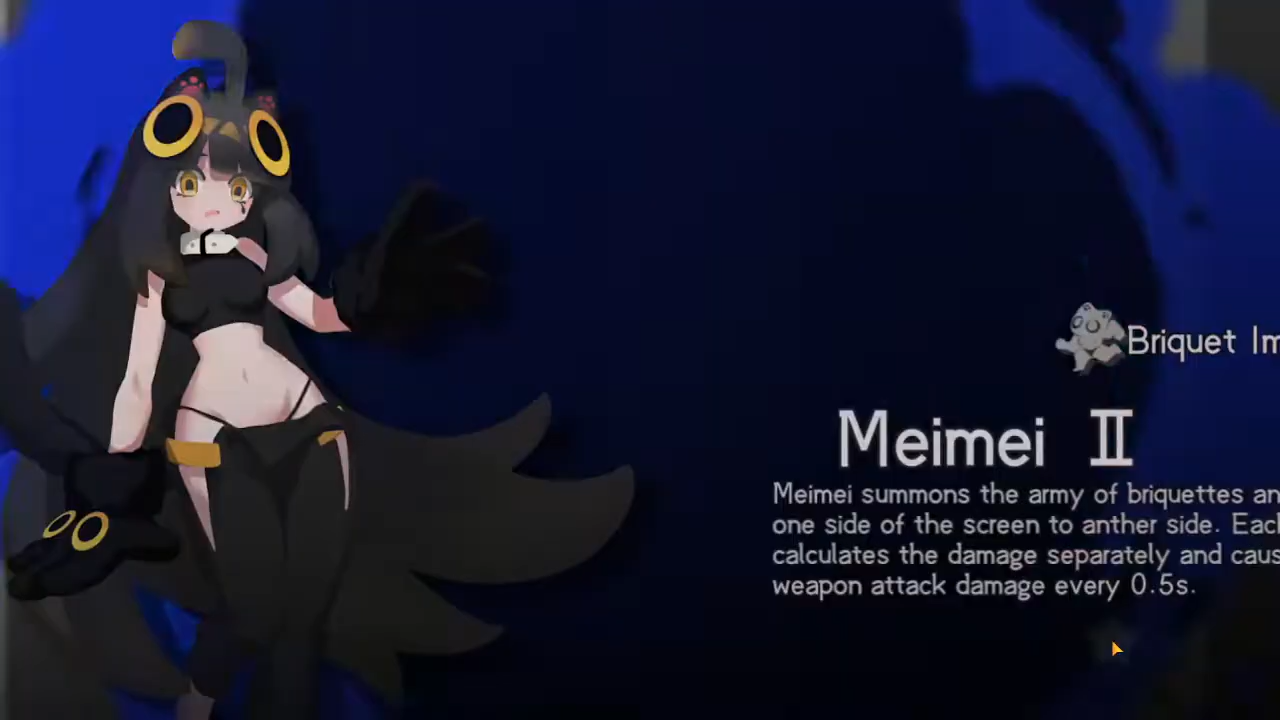 Briquet Im
Meimei Ⅱ
Meimei summons the army of briquettes an
one side of the screen to anther side. Each
calculates the damage separately and caus
weapon attack damage every 0.5s.